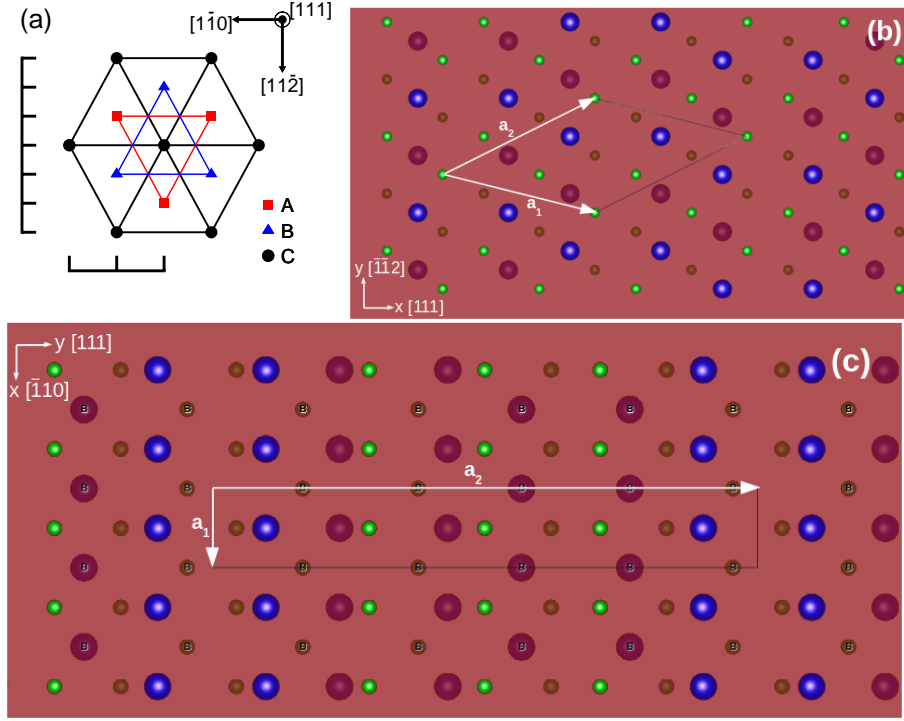 (a)
[11̄0]
[111]
[112̄]
A
B
C
(b)
a₂
a₁
y [1̄1̄2]
x [111]
(c)
y [111]
x [1̄10]
B B B B B B B B
a₂
B B B B B B B B
a₁
B B B B B B B B
B B B B B B B B